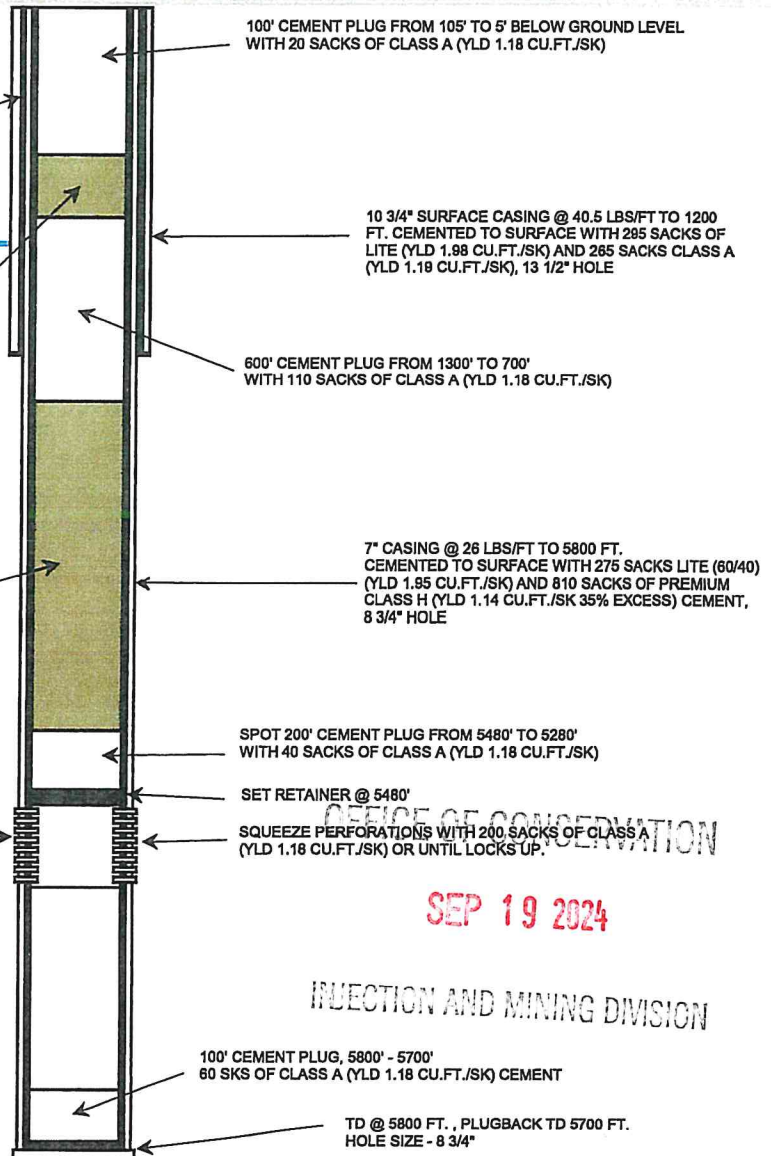 100' CEMENT PLUG FROM 105' TO 5' BELOW GROUND LEVEL
WITH 20 SACKS OF CLASS A (YLD 1.18 CU.FT./SK)
10 3/4" SURFACE CASING @ 40.5 LBS/FT TO 1200
FT. CEMENTED TO SURFACE WITH 295 SACKS OF
LITE (YLD 1.98 CU.FT./SK) AND 265 SACKS CLASS A
(YLD 1.19 CU.FT./SK), 13 1/2" HOLE
600' CEMENT PLUG FROM 1300' TO 700'
WITH 110 SACKS OF CLASS A (YLD 1.18 CU.FT./SK)
7" CASING @ 26 LBS/FT TO 5800 FT.
CEMENTED TO SURFACE WITH 275 SACKS LITE (60/40)
(YLD 1.95 CU.FT./SK) AND 810 SACKS OF PREMIUM
CLASS H (YLD 1.14 CU.FT./SK 35% EXCESS) CEMENT,
8 3/4" HOLE
SPOT 200' CEMENT PLUG FROM 5480' TO 5280'
WITH 40 SACKS OF CLASS A (YLD 1.18 CU.FT./SK)
SET RETAINER @ 5480'
OFFICE OF CONSERVATION
SQUEEZE PERFORATIONS WITH 200 SACKS OF CLASS A
(YLD 1.18 CU.FT./SK) OR UNTIL LOCKS UP.
SEP 19 2024
INJECTION AND MINING DIVISION
100' CEMENT PLUG, 5800' - 5700'
60 SKS OF CLASS A (YLD 1.18 CU.FT./SK) CEMENT
TD @ 5800 FT. , PLUGBACK TD 5700 FT.
HOLE SIZE - 8 3/4"